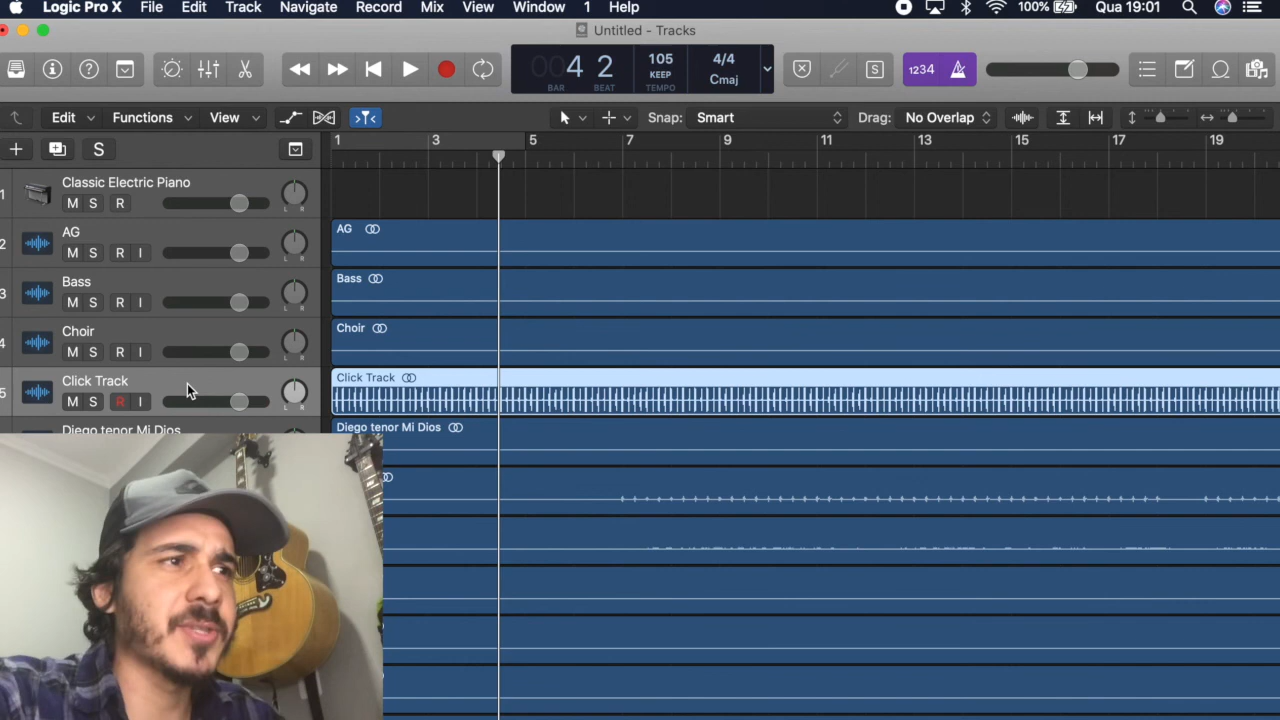 Logic Pro X File Edit Track Navigate Record Mix View Window 1 Help 100% Qua 19:01
Untitled - Tracks
00 4 2 105 KEEP TEMPO 4/4 Cmaj 1234
BAR BEAT
S
Edit Functions View Snap: Smart Drag: No Overlap
S
1 3 5 7 9 11 13 15 17 19
1 Classic Electric Piano
M S R L R
2 AG
M S R I L R
AG
3 Bass
M S R I L R
Bass
4 Choir
M S R I L R
Choir
5 Click Track
M S R I L R
Click Track
Diego tenor Mi Dios
Diego tenor Mi Dios